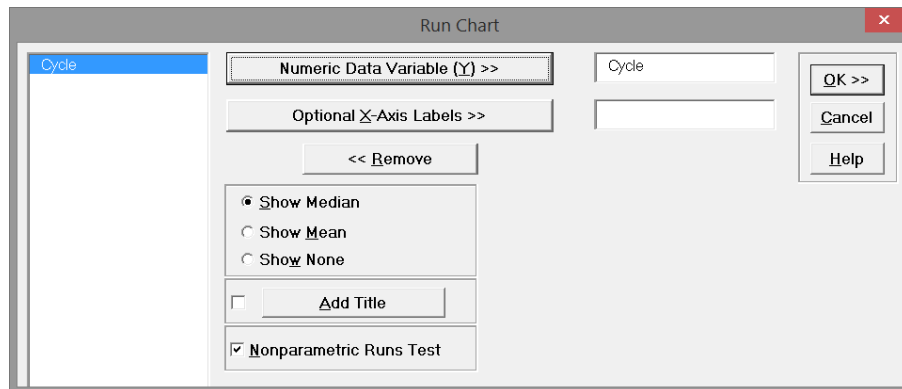 Run Chart
x
Cycle
Numeric Data Variable (Y) >>
Cycle
OK >>
Optional X-Axis Labels >>
Cancel
<< Remove
Help
Show Median
Show Mean
Show None
Add Title
Nonparametric Runs Test